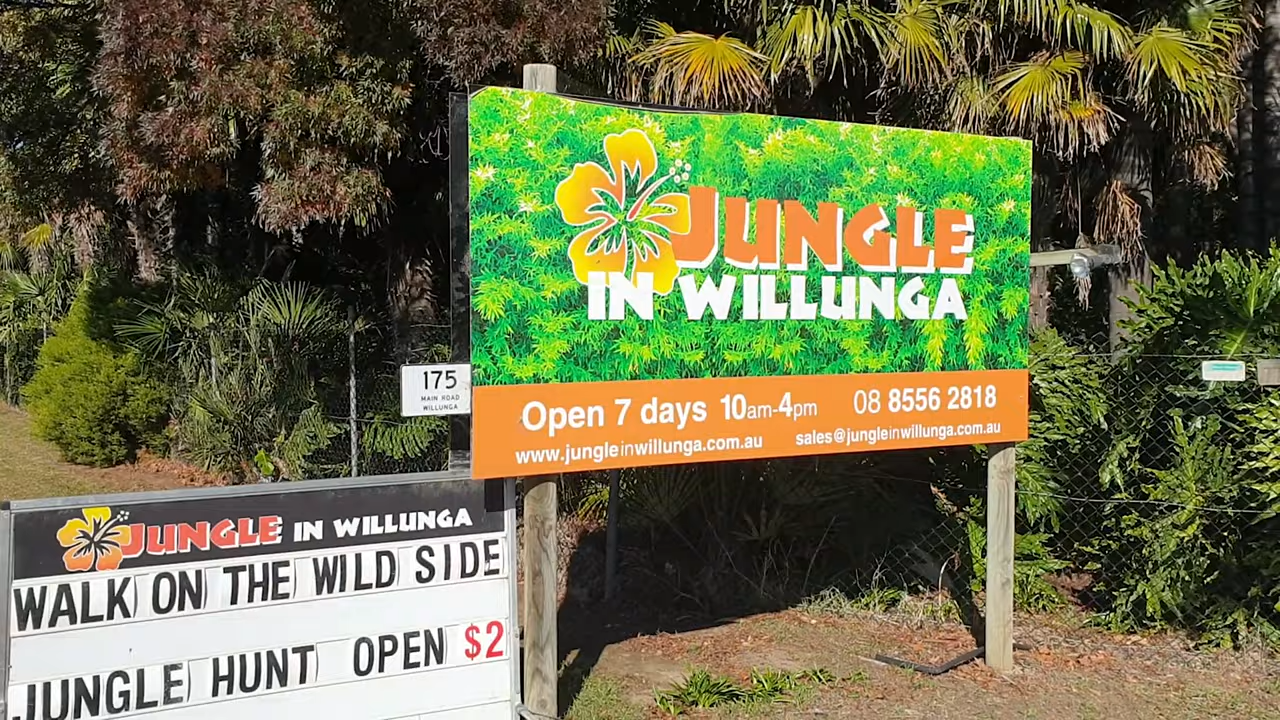 JUNGLE
IN WILLUNGA
Open 7 days 10am-4pm 08 8556 2818
www.jungleinwillunga.com.au sales@jungleinwillunga.com.au
175
MAIN ROAD
WILLUNGA
JUNGLE IN WILLUNGA
WALK ON THE WILD SIDE
JUNGLE HUNT OPEN $2